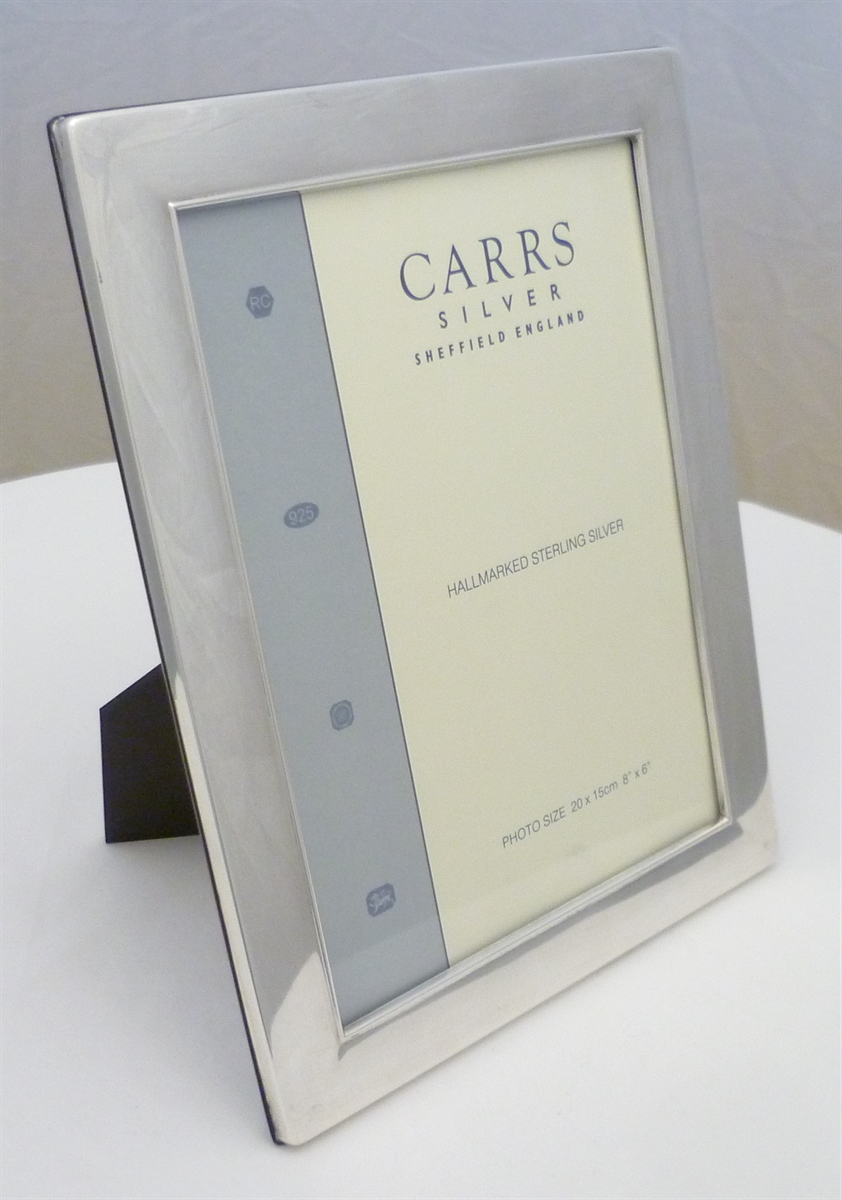 CARRS
SILVER
SHEFFIELD ENGLAND
RC
925
HALLMARKED STERLING SILVER
PHOTO SIZE 20 x 15cm 8" x 6"